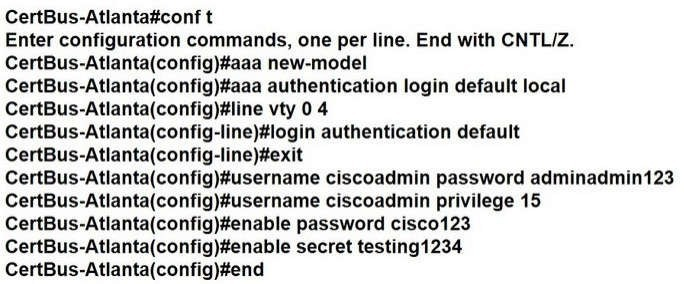 CertBus-Atlanta#conf t
Enter configuration commands, one per line. End with CNTL/Z.
CertBus-Atlanta(config)#aaa new-model
CertBus-Atlanta(config)#aaa authentication login default local
CertBus-Atlanta(config)#line vty 0 4
CertBus-Atlanta(config-line)#login authentication default
CertBus-Atlanta(config-line)#exit
CertBus-Atlanta(config)#username ciscoadmin password adminadmin123
CertBus-Atlanta(config)#username ciscoadmin privilege 15
CertBus-Atlanta(config)#enable password cisco123
CertBus-Atlanta(config)#enable secret testing1234
CertBus-Atlanta(config)#end